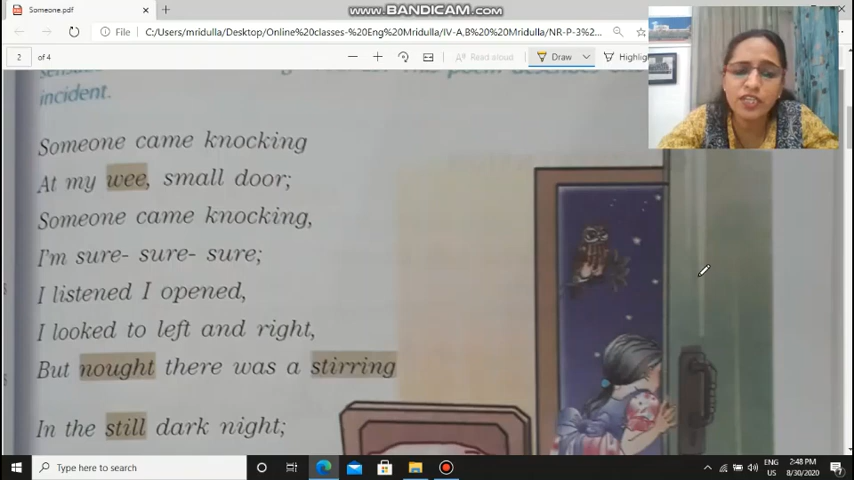 Someone.pdf
www.BANDICAM.com
File C:/Users/mridulla/Desktop/Online%20classes-%20Eng%20Mridulla/IV-A,B%20Mridulla/NR-P-3%2...
2 of 4 Read aloud Draw
incident.
Someone came knocking
At my wee, small door;
Someone came knocking,
I'm sure- sure- sure;
I listened I opened,
I looked to left and right,
But nought there was a stirring
In the still dark night;
Type here to search
ENG 2:48 PM
US 8/30/2020